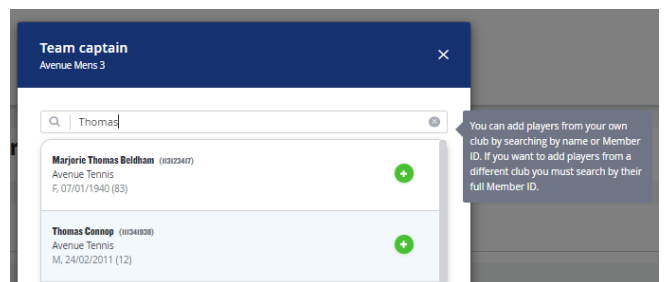 Team captain
Avenue Mens 3
Thomas
Marjorie Thomas Beldham (113123417)
Avenue Tennis
F, 07/01/1940 (83)
Thomas Connop (111341930)
Avenue Tennis
M, 24/02/2011 (12)
You can add players from your own
club by searching by name or Member
ID. If you want to add players from a
different club you must search by their
full Member ID.